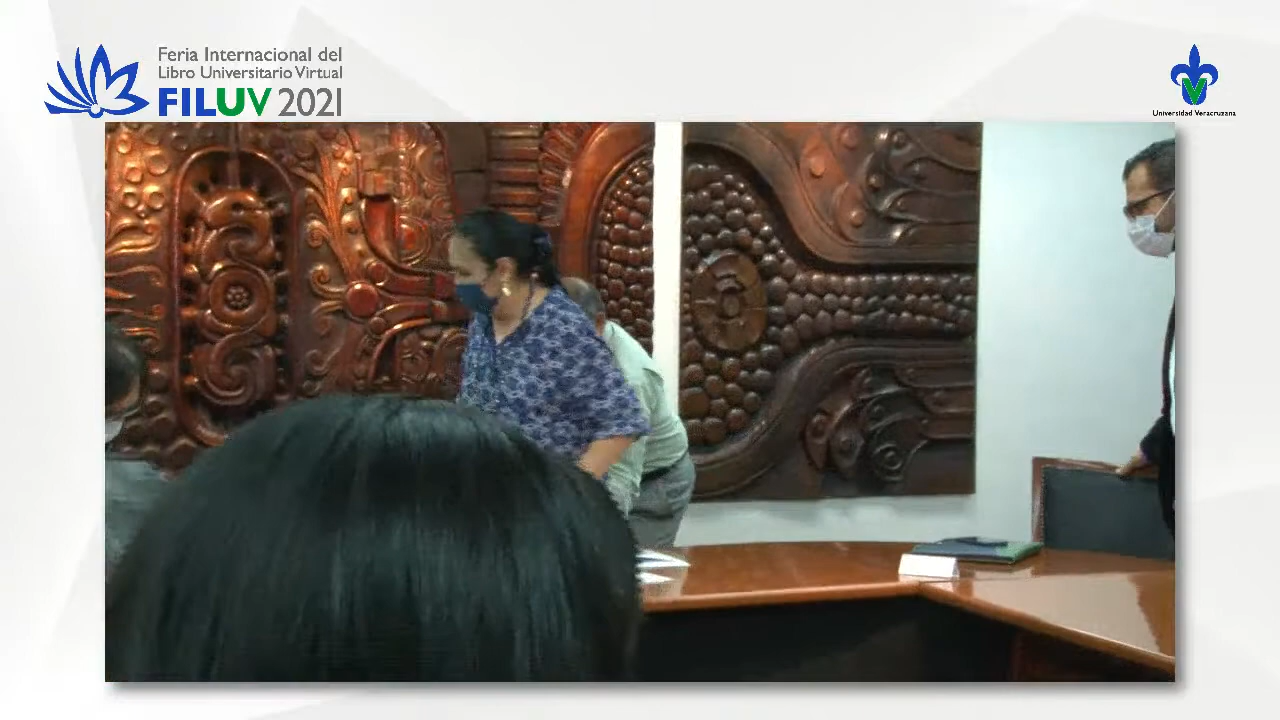 Feria Internacional del
Libro Universitario Virtual
FILUV 2021
Universidad Veracruzana